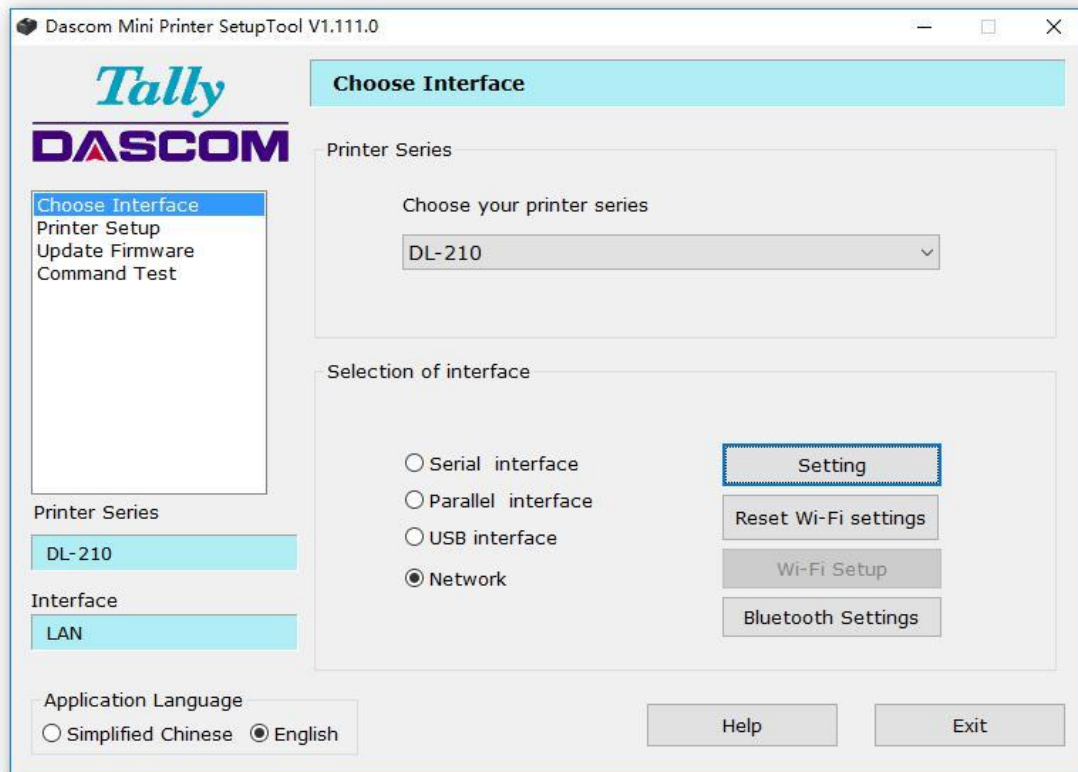 Dascom Mini Printer SetupTool V1.111.0
Tally
DASCOM
Choose Interface
Printer Setup
Update Firmware
Command Test
Printer Series
DL-210
Interface
LAN
Application Language
Simplified Chinese
English
Choose Interface
Printer Series
Choose your printer series
DL-210
Selection of interface
Serial interface
Parallel interface
USB interface
Network
Setting
Reset Wi-Fi settings
Wi-Fi Setup
Bluetooth Settings
Help
Exit